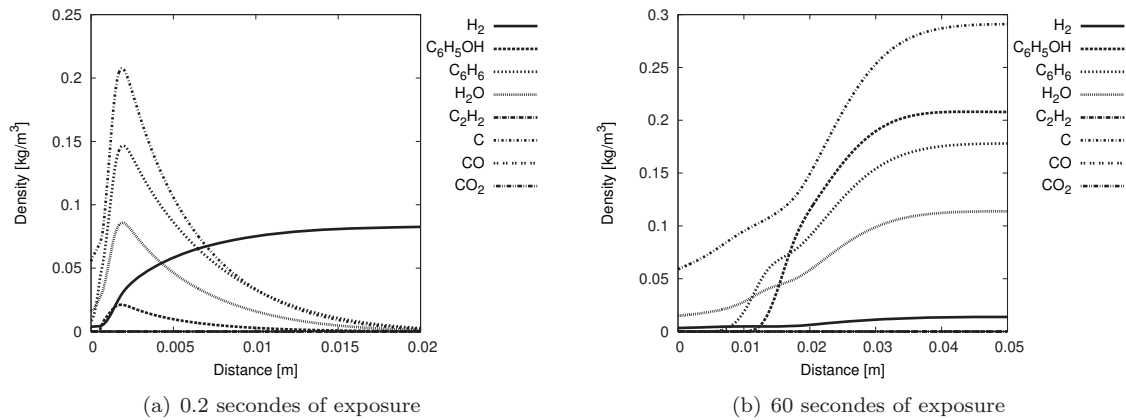 0.25
0.2
0.15
0.1
0.05
0
Density [kg/m³]
0 0.005 0.01 0.015 0.02
Distance [m]
H₂
C₆H₅OH
C₆H₆
H₂O
C₂H₂
C
CO
CO₂
(a) 0.2 secondes of exposure
0.3
0.25
0.2
0.15
0.1
0.05
0
Density [kg/m³]
0 0.01 0.02 0.03 0.04 0.05
Distance [m]
H₂
C₆H₅OH
C₆H₆
H₂O
C₂H₂
C
CO
CO₂
(b) 60 secondes of exposure